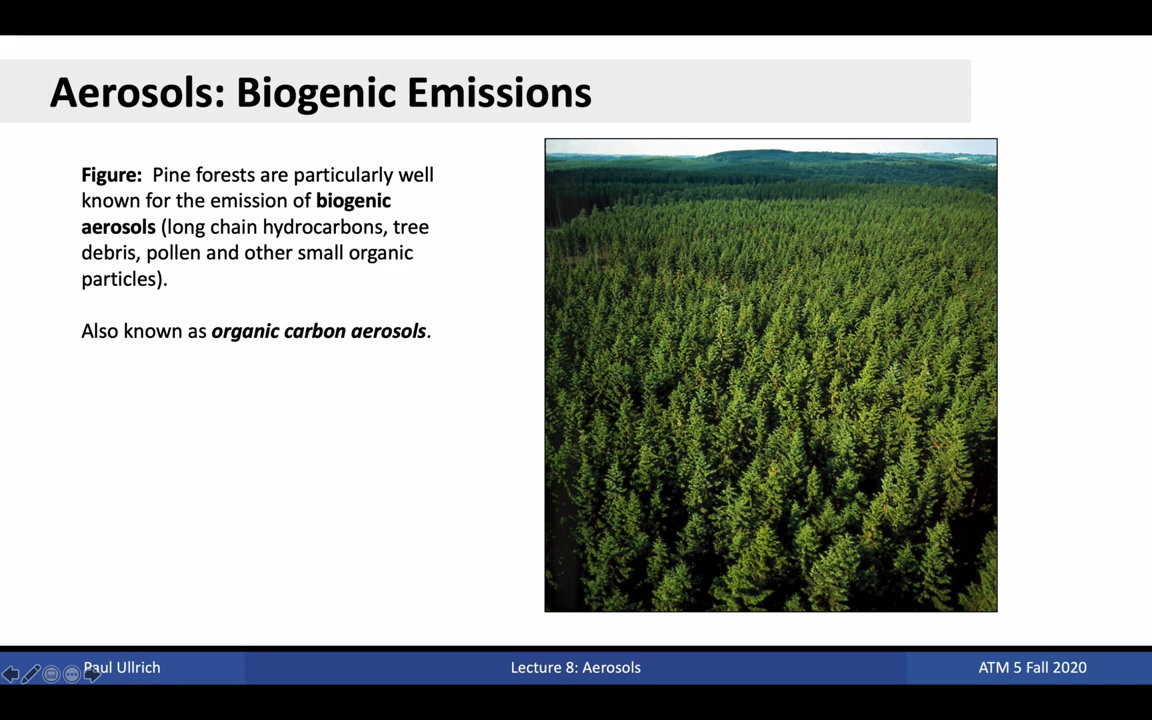 Aerosols: Biogenic Emissions
Figure: Pine forests are particularly well
known for the emission of biogenic
aerosols (long chain hydrocarbons, tree
debris, pollen and other small organic
particles).
Also known as organic carbon aerosols.
Paul Ullrich
Lecture 8: Aerosols
ATM 5 Fall 2020